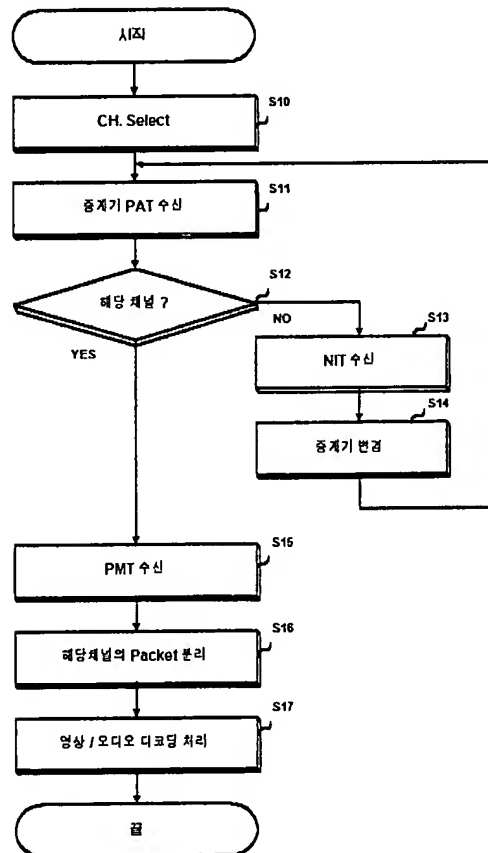 시작
S10
CH. Select
S11
중계기 PAT 수신
S12
해당 채널 ?
NO
YES
S13
NIT 수신
S14
중계기 변경
S15
PMT 수신
S16
해당채널의 Packet 분리
S17
영상 / 오디오 디코딩 처리
끝